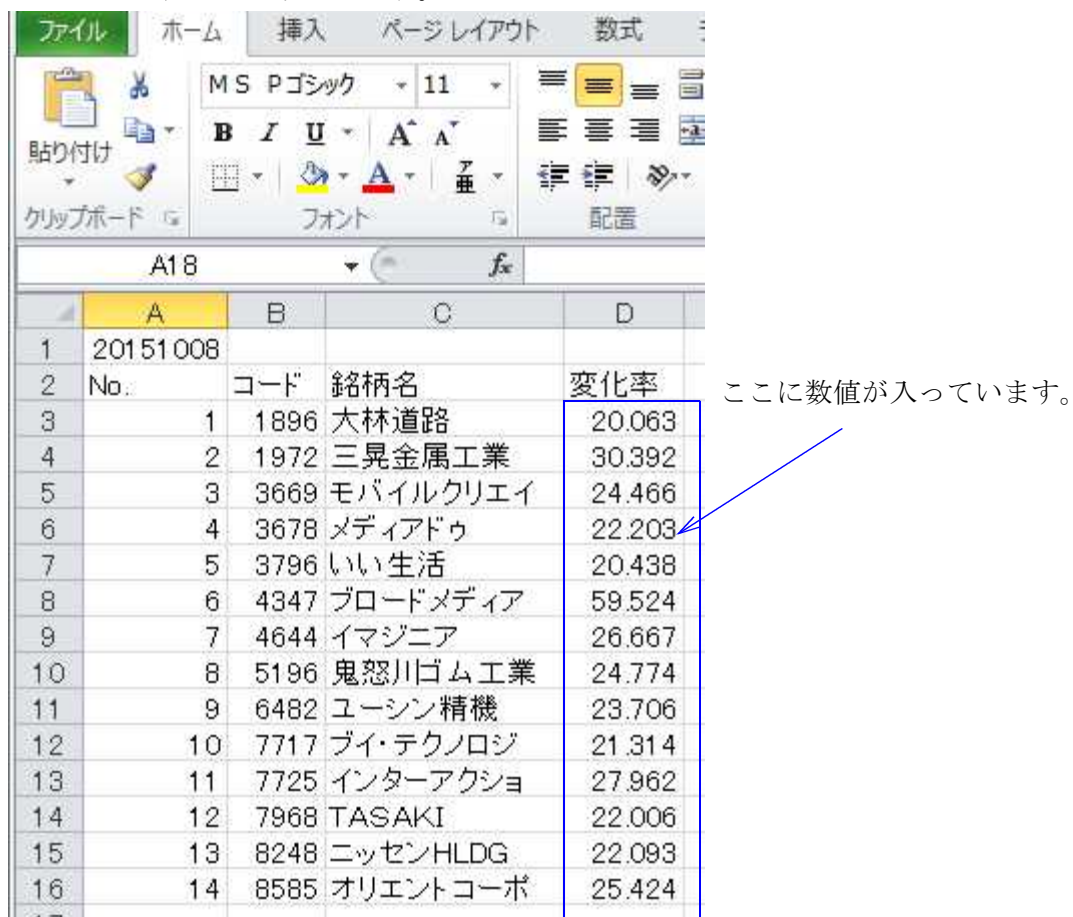 ファイル ホーム 挿入 ページ レイアウト 数式
ＭＳ Ｐゴシック 11
B I U A A
貼り付け
A ア亜
クリップボード フォント 配置
A18 fx
A B C D
1 20151008
2 No. コード 銘柄名 変化率
ここに数値が入っています。
3 1 1896 大林道路 20.063
4 2 1972 三晃金属工業 30.392
5 3 3669 モバイルクリエイ 24.466
6 4 3678 メディアドゥ 22.203
7 5 3796 いい生活 20.438
8 6 4347 ブロードメディア 59.524
9 7 4644 イマジニア 26.667
10 8 5196 鬼怒川ゴム工業 24.774
11 9 6482 ユーシン精機 23.706
12 10 7717 ブイ・テクノロジ 21.314
13 11 7725 インターアクショ 27.962
14 12 7968 TASAKI 22.006
15 13 8248 ニッセンHLDG 22.093
16 14 8585 オリエントコーポ 25.424